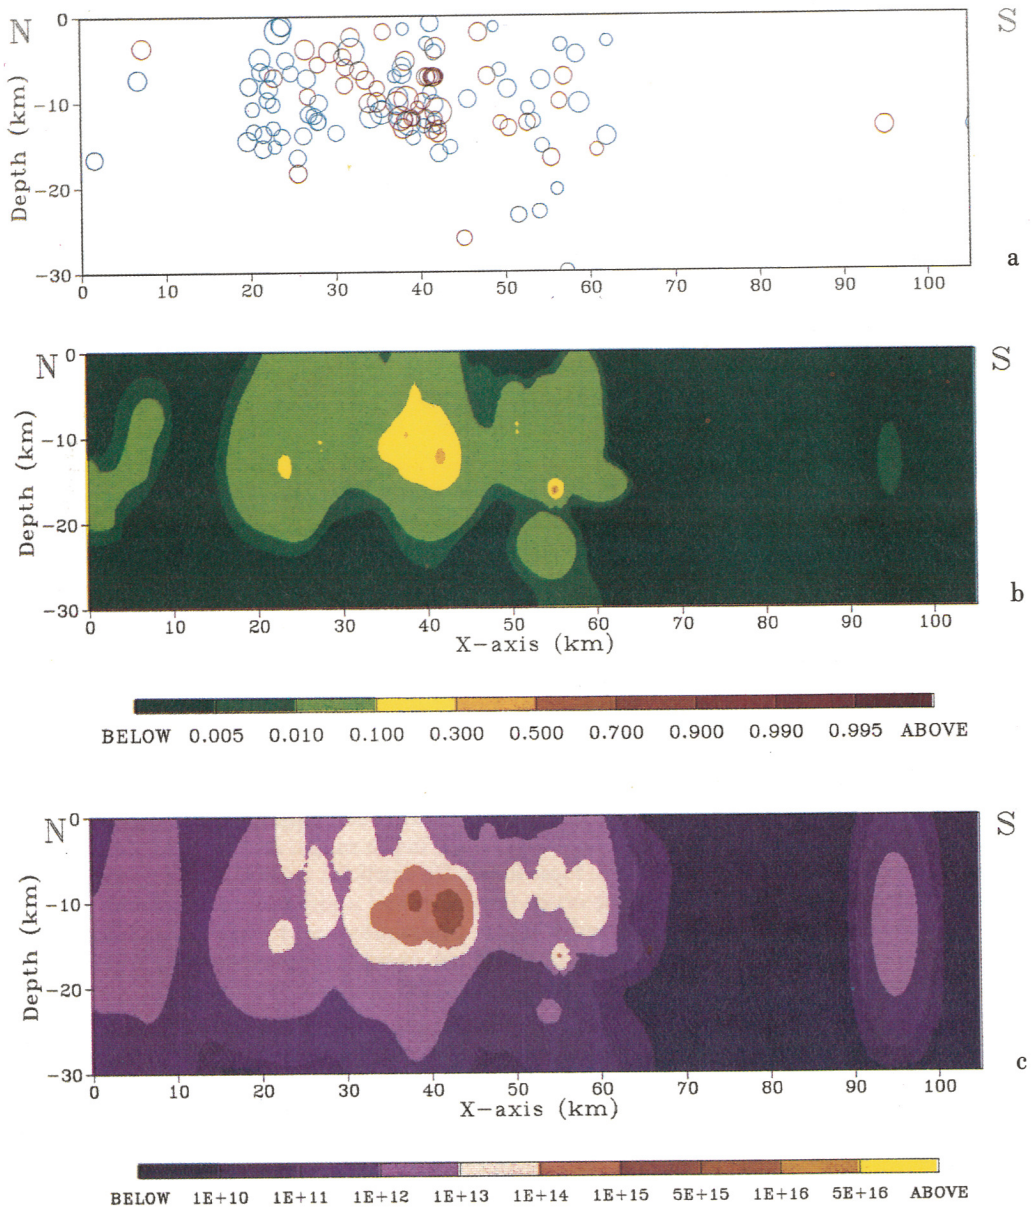 N
S
Depth (km)
0
−10
−20
−30
0 10 20 30 40 50 60 70 80 90 100
a
N
S
Depth (km)
0
−10
−20
−30
0 10 20 30 40 50 60 70 80 90 100
X−axis (km)
b
BELOW 0.005 0.010 0.100 0.300 0.500 0.700 0.900 0.990 0.995 ABOVE
N
S
Depth (km)
0
−10
−20
−30
0 10 20 30 40 50 60 70 80 90 100
X−axis (km)
c
BELOW 1E+10 1E+11 1E+12 1E+13 1E+14 1E+15 5E+15 1E+16 5E+16 ABOVE